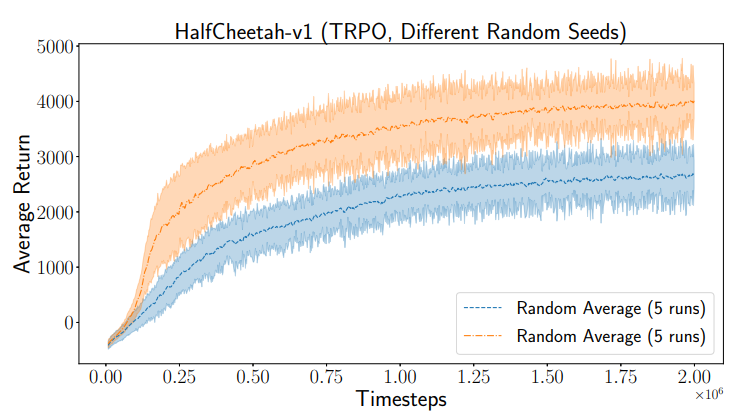 HalfCheetah-v1 (TRPO, Different Random Seeds)
Average Return
5000
4000
3000
2000
1000
0
Random Average (5 runs)
Random Average (5 runs)
0.00 0.25 0.50 0.75 1.00 1.25 1.50 1.75 2.00
×10⁶
Timesteps